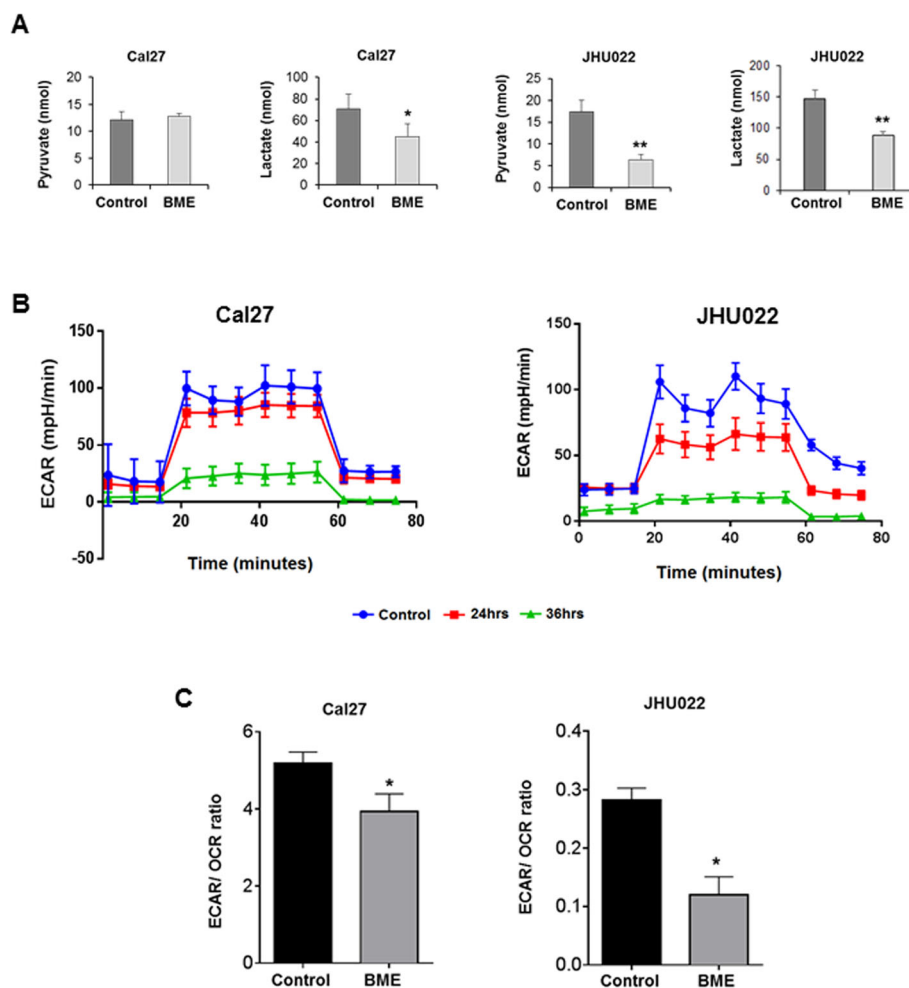 A
Cal27
Cal27
JHU022
JHU022
Pyruvate (nmol)
20
15
10
5
0
Control BME
Lactate (nmol)
100
80
60
40
20
0
*
Control BME
Pyruvate (nmol)
25
20
15
10
5
0
**
Control BME
Lactate (nmol)
200
150
100
50
0
**
Control BME
B
Cal27
ECAR (mpH/min)
150
100
50
0
-50
20 40 60 80
Time (minutes)
JHU022
ECAR (mpH/min)
150
100
50
0
0 20 40 60 80
Time (minutes)
Control 24hrs 36hrs
C
Cal27
ECAR/ OCR ratio
6
4
2
0
*
Control BME
JHU022
ECAR/ OCR ratio
0.4
0.3
0.2
0.1
0.0
*
Control BME